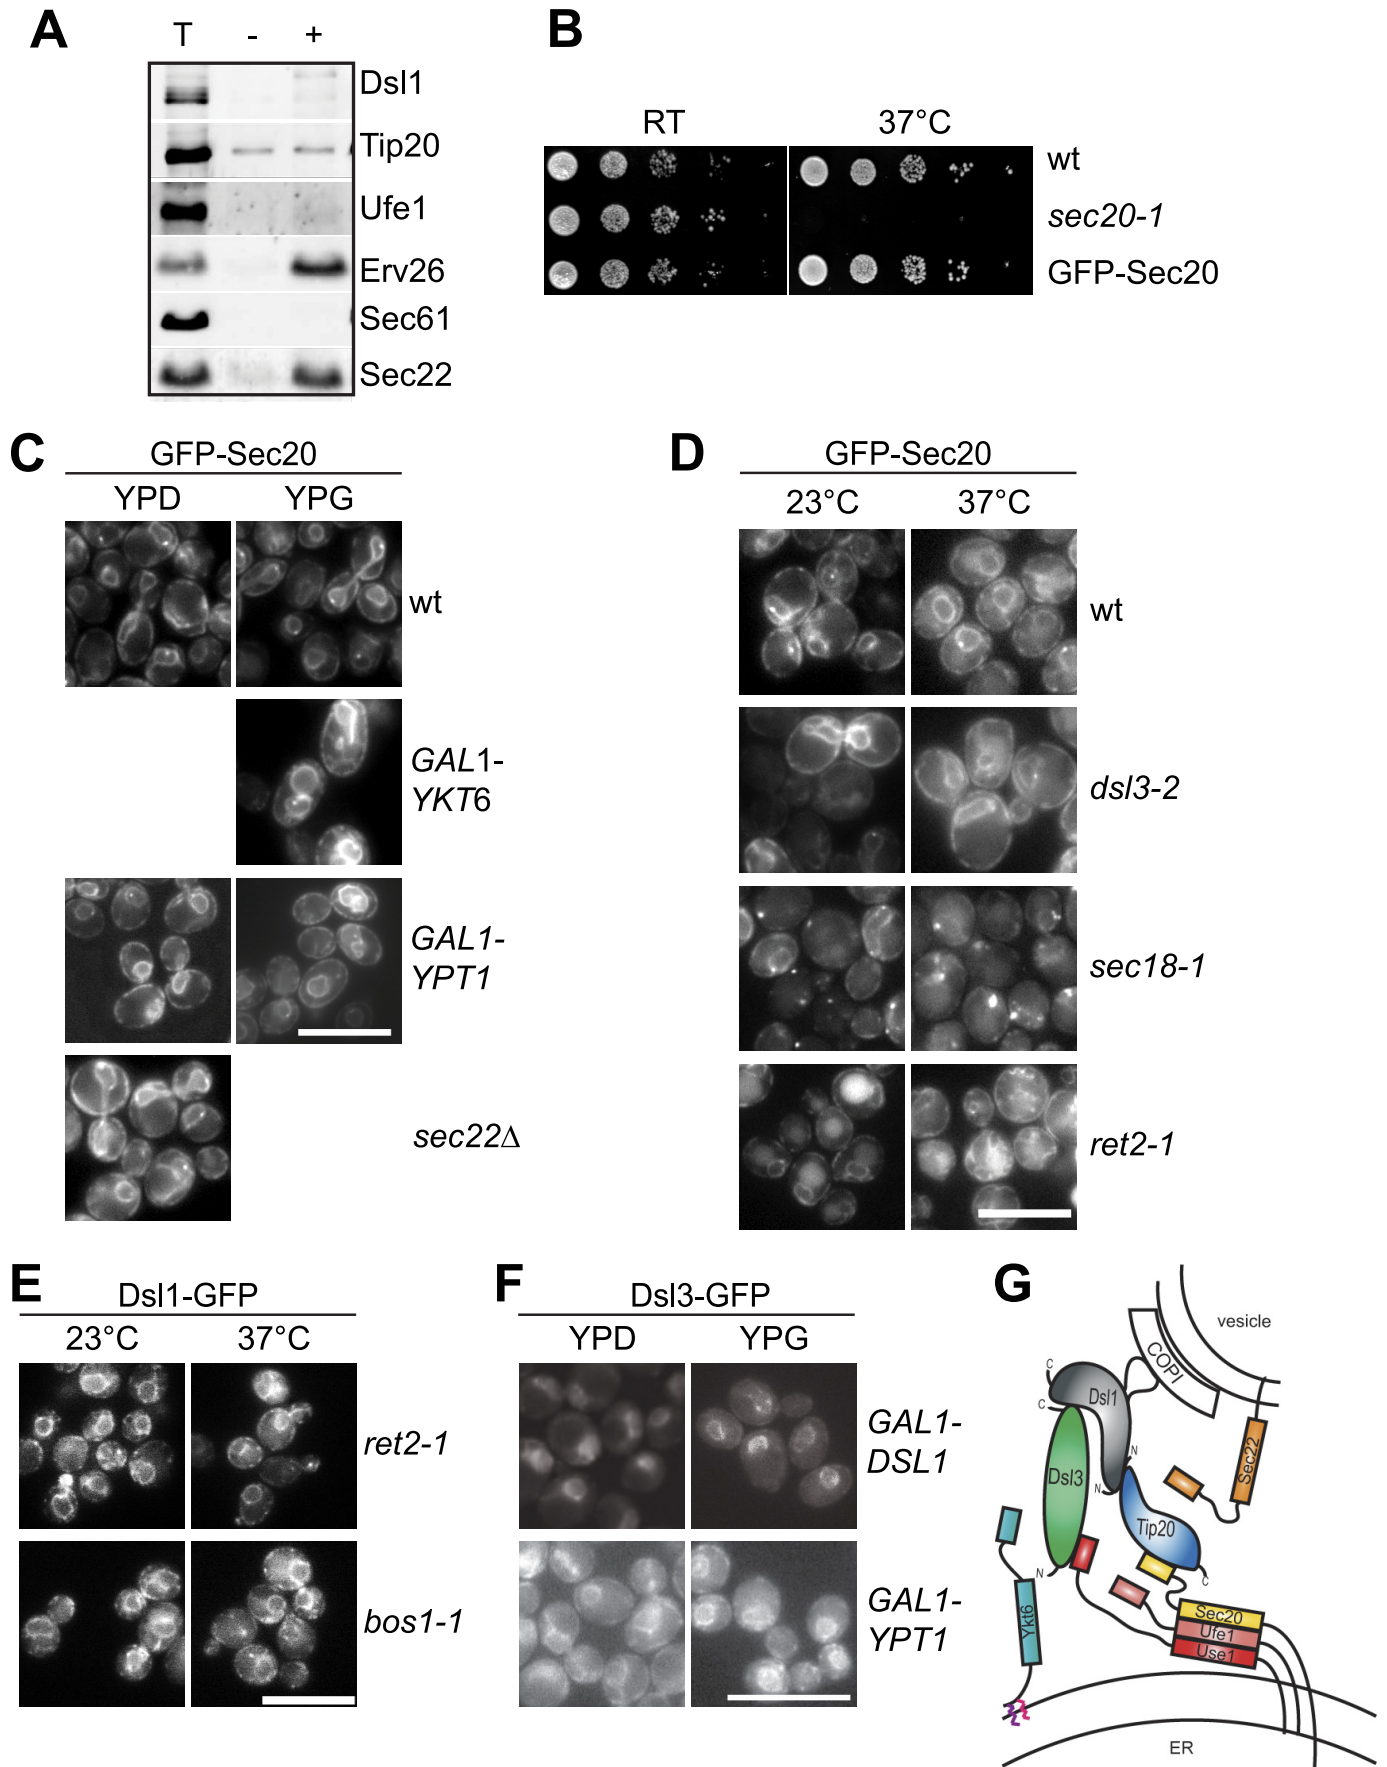 A
T - +
Dsl1
Tip20
Ufe1
Erv26
Sec61
Sec22
B
RT 37°C
wt
sec20-1
GFP-Sec20
C
GFP-Sec20
YPD YPG
wt
GAL1-
YKT6
GAL1-
YPT1
sec22Δ
D
GFP-Sec20
23°C 37°C
wt
dsl3-2
sec18-1
ret2-1
E
Dsl1-GFP
23°C 37°C
ret2-1
bos1-1
F
Dsl3-GFP
YPD YPG
GAL1-
DSL1
GAL1-
YPT1
G
vesicle
COPI
C
Dsl1
C
Sec22
N
Dsl3
N
Tip20
N
C
Ykt6
Sec20
Ufe1
Use1
ER